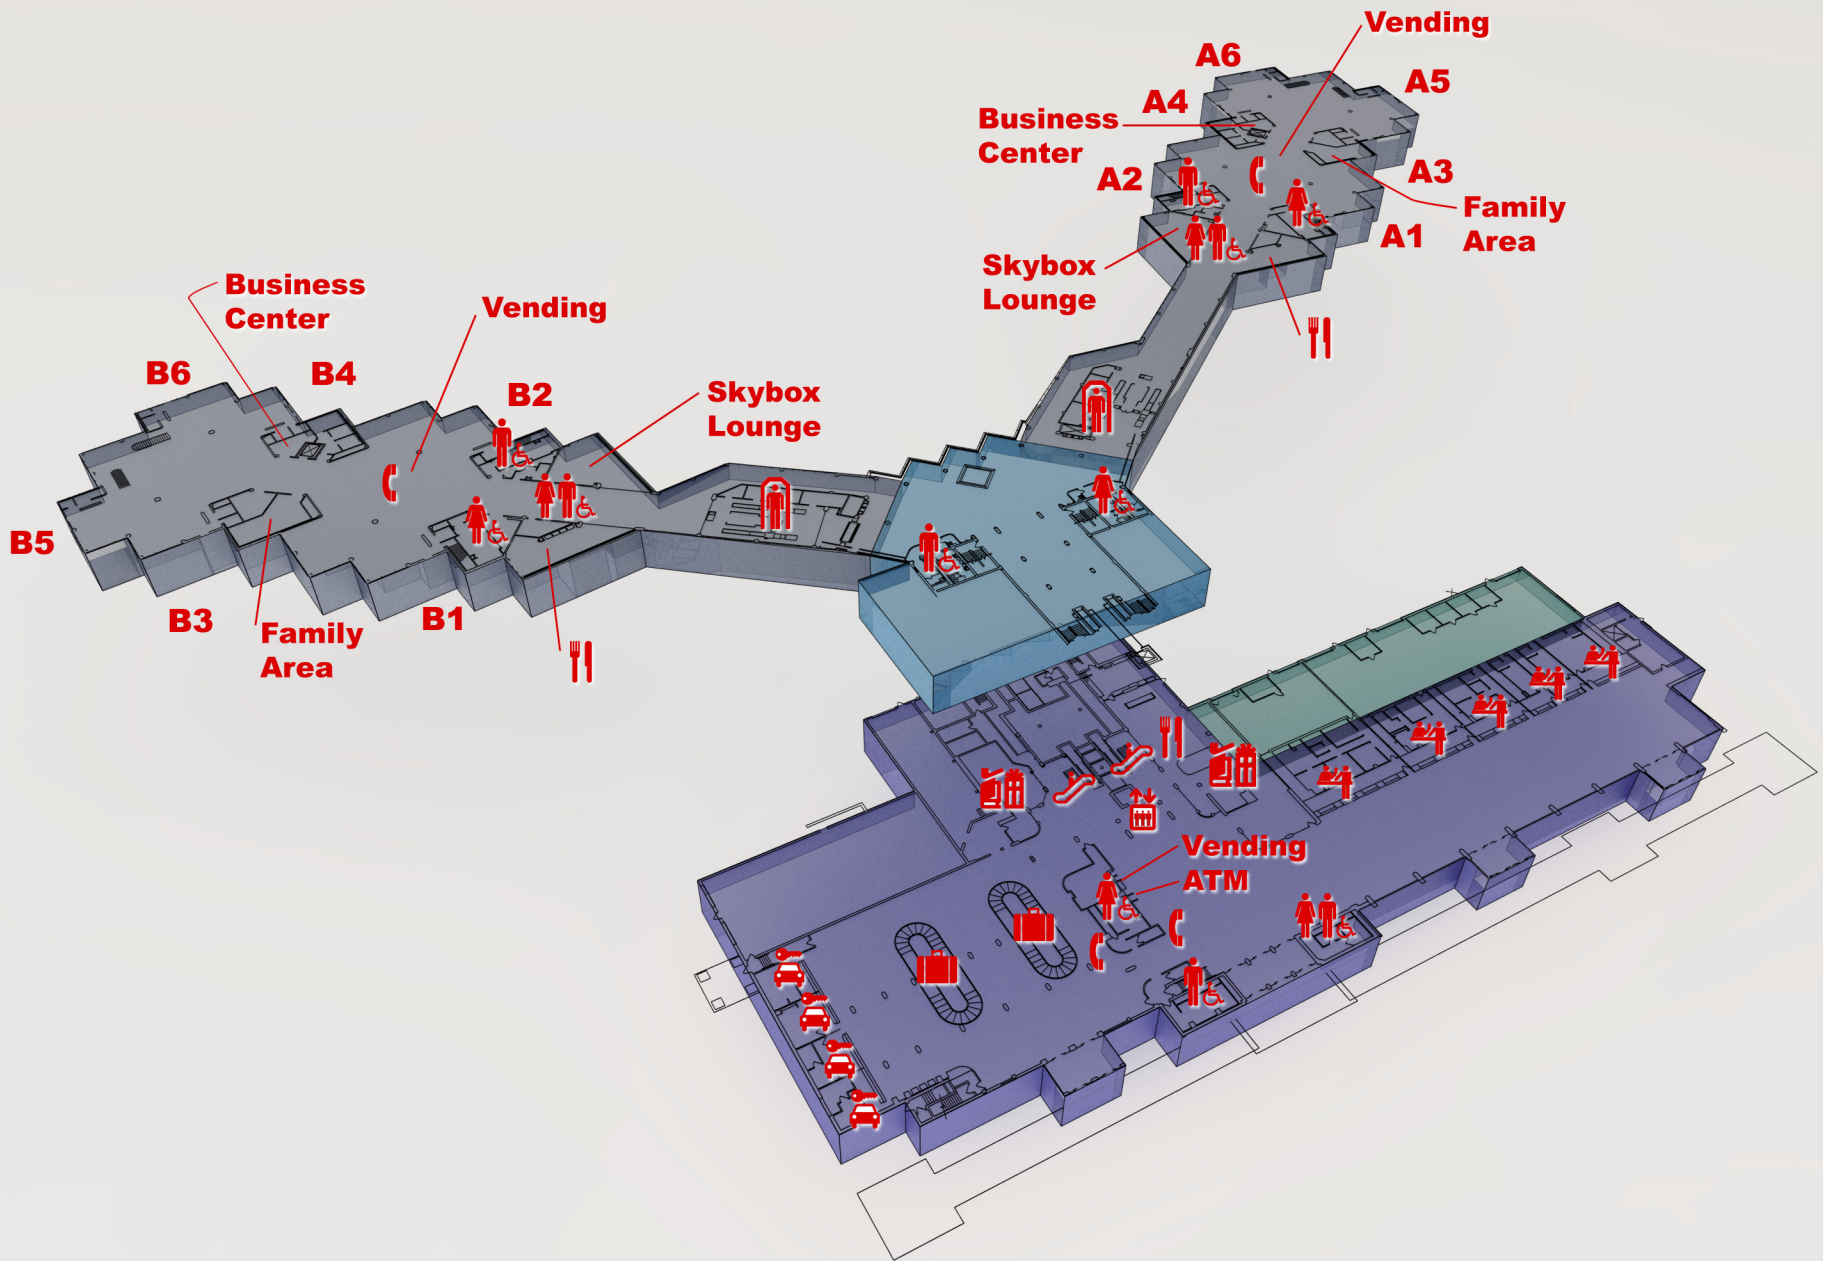 Vending
A6
A5
A4
Business
Center
A2
A3
Family
Area
A1
Skybox
Lounge
Business
Center
Vending
B6
B4
B2
Skybox
Lounge
B5
B3
B1
Family
Area
Vending
ATM